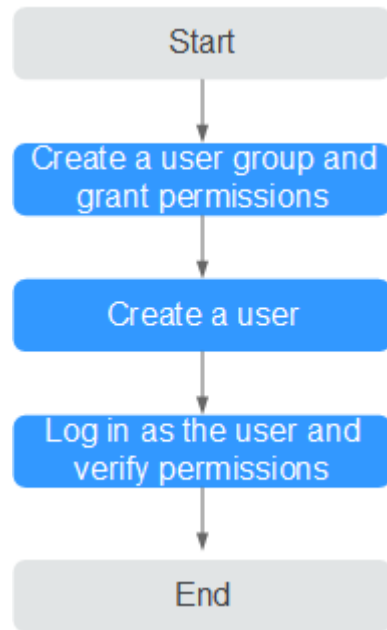 Start
Create a user group and
grant permissions
Create a user
Log in as the user and
verify permissions
End